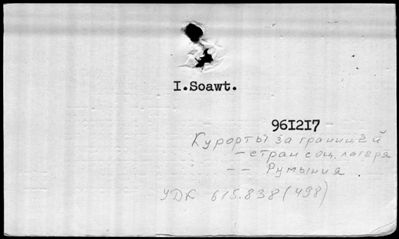 I.Soawt.
961217
Курорты за границей
- стран соц. лагеря
-- Румыния
УДК 615.838(498)